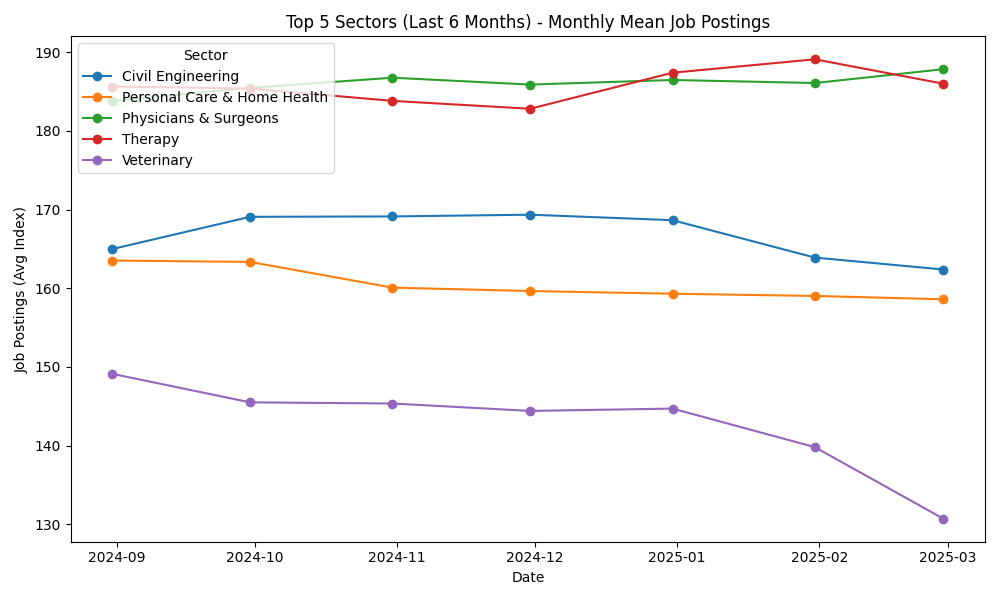 Top 5 Sectors (Last 6 Months) - Monthly Mean Job Postings
190
180
170
160
150
140
130
Job Postings (Avg Index)
Sector
Civil Engineering
Personal Care & Home Health
Physicians & Surgeons
Therapy
Veterinary
2024-09 2024-10 2024-11 2024-12 2025-01 2025-02 2025-03
Date